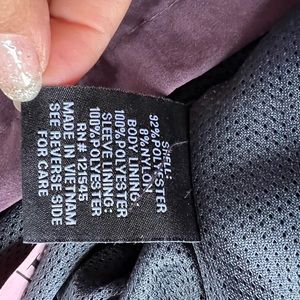 SHELL:
92% POLYESTER
8% NYLON
BODY LINING:
100% POLYESTER
SLEEVE LINING:
100% POLYESTER
RN # 121545
MADE IN VIETNAM
SEE REVERSE SIDE
FOR CARE